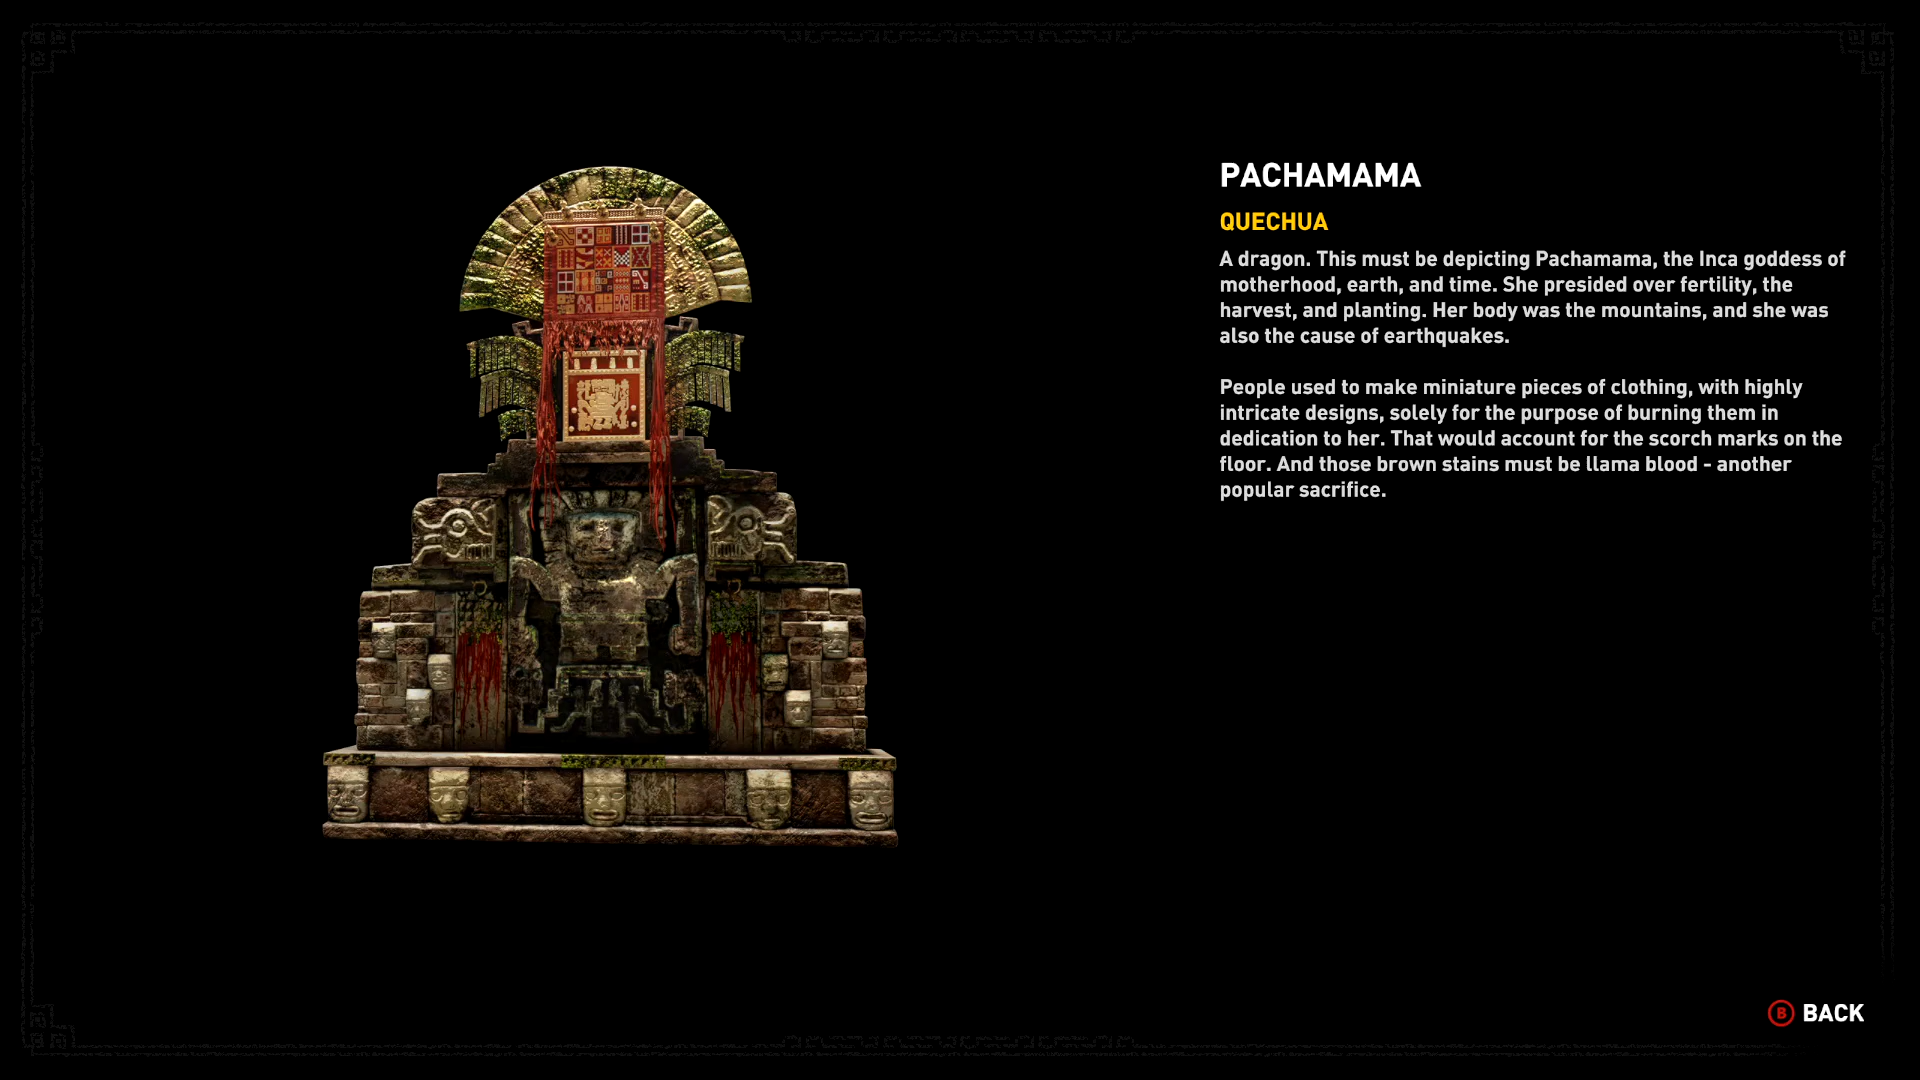 PACHAMAMA
QUECHUA
A dragon. This must be depicting Pachamama, the Inca goddess of
motherhood, earth, and time. She presided over fertility, the
harvest, and planting. Her body was the mountains, and she was
also the cause of earthquakes.
People used to make miniature pieces of clothing, with highly
intricate designs, solely for the purpose of burning them in
dedication to her. That would account for the scorch marks on the
floor. And those brown stains must be llama blood - another
popular sacrifice.
B BACK